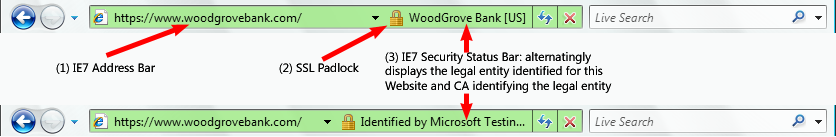 https://www.woodgrovebank.com/ WoodGrove Bank [US] Live Search
(1) IE7 Address Bar
(2) SSL Padlock
(3) IE7 Security Status Bar: alternatingly
displays the legal entity identified for this
Website and CA identifying the legal entity
https://www.woodgrovebank.com/ Identified by Microsoft Testin... Live Search